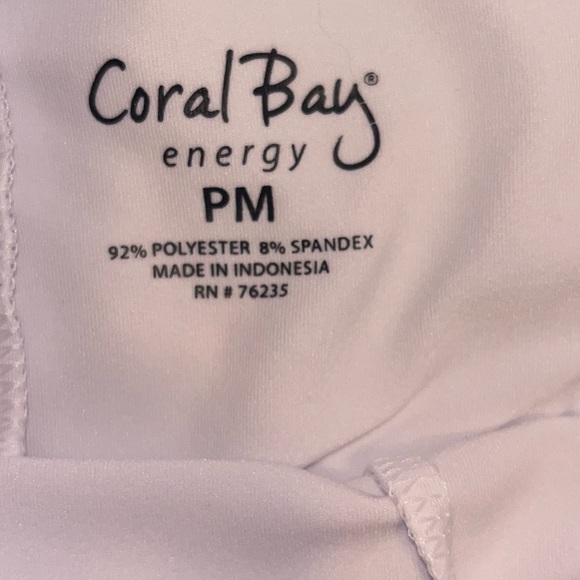 Coral Bay®
energy
PM
92% POLYESTER 8% SPANDEX
MADE IN INDONESIA
RN # 76235